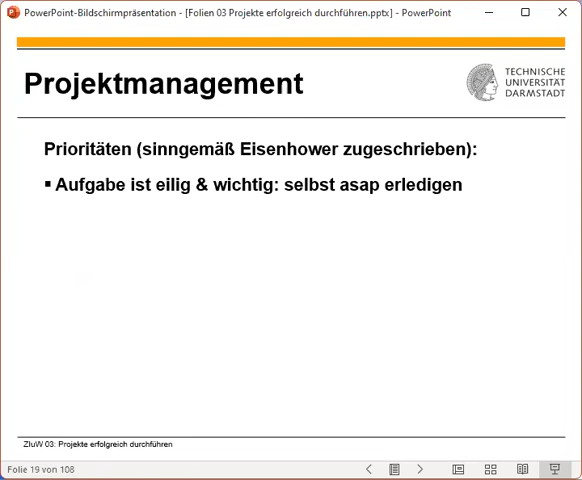 PowerPoint-Bildschirmpräsentation - [Folien 03 Projekte erfolgreich durchführen.pptx] - PowerPoint
Projektmanagement
TECHNISCHE
UNIVERSITÄT
DARMSTADT
Prioritäten (sinngemäß Eisenhower zugeschrieben):
▪ Aufgabe ist eilig & wichtig: selbst asap erledigen
ZIuW 03: Projekte erfolgreich durchführen
Folie 19 von 108